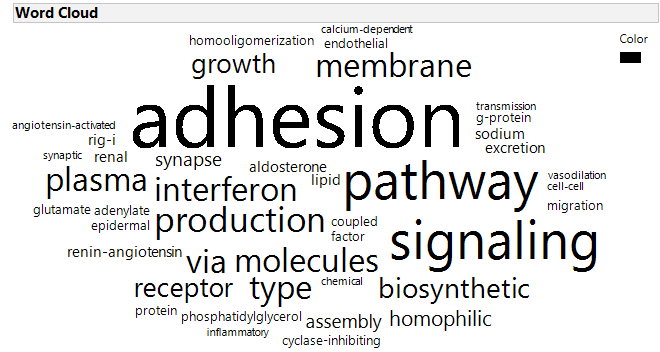 Word Cloud
Color
calcium-dependent
homooligomerization endothelial
growth membrane
adhesion
transmission
g-protein
angiotensin-activated
sodium
rig-i
excretion
synaptic renal synapse
aldosterone
plasma interferon lipid pathway vasodilation
cell-cell
glutamate adenylate
migration
epidermal production coupled
factor
signaling
renin-angiotensin via molecules
receptor type chemical biosynthetic
protein phosphatidylglycerol assembly homophilic
inflammatory
cyclase-inhibiting